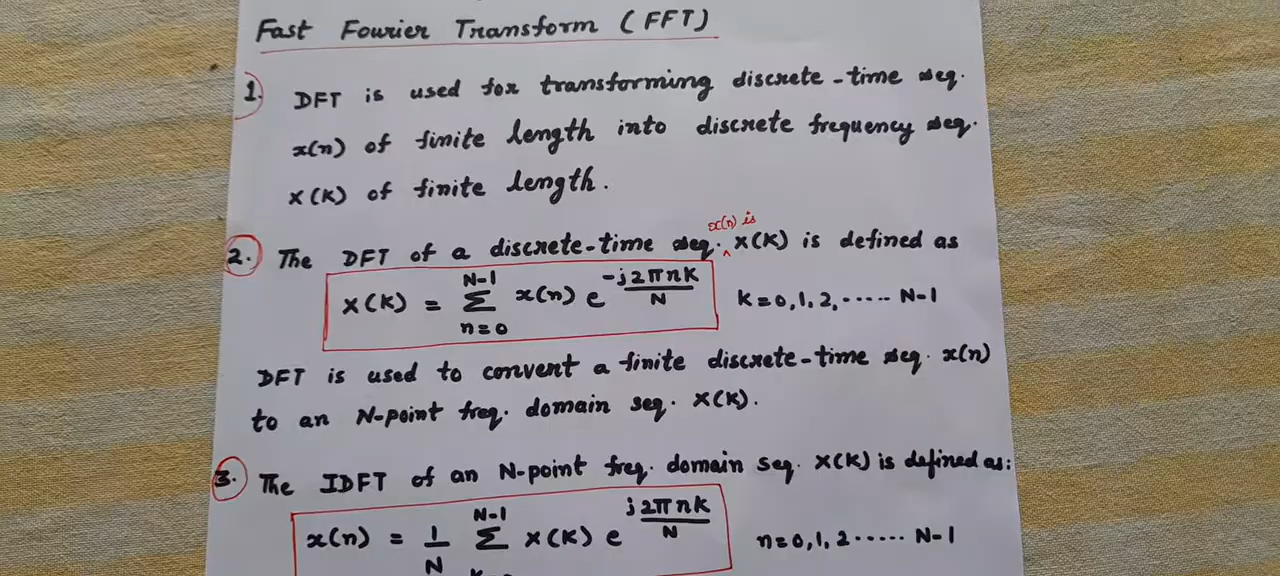 Fast Fourier Transform (FFT)
1. DFT is used for transforming discrete-time seq.
x(n) of finite length into discrete frequency seq.
X(K) of finite length.
x(n) is
2. The DFT of a discrete-time seq. ^ X(K) is defined as
X(K) = N-1 Σ n=0 x(n) e -j2πnK/N K=0,1,2,····· N-1
DFT is used to convert a finite discrete-time seq. x(n)
to an N-point freq. domain seq. X(K).
3. The IDFT of an N-point freq. domain seq. X(K) is defined as:
x(n) = 1/N N-1 Σ X(K) e j2πnK/N n=0,1,2····· N-1